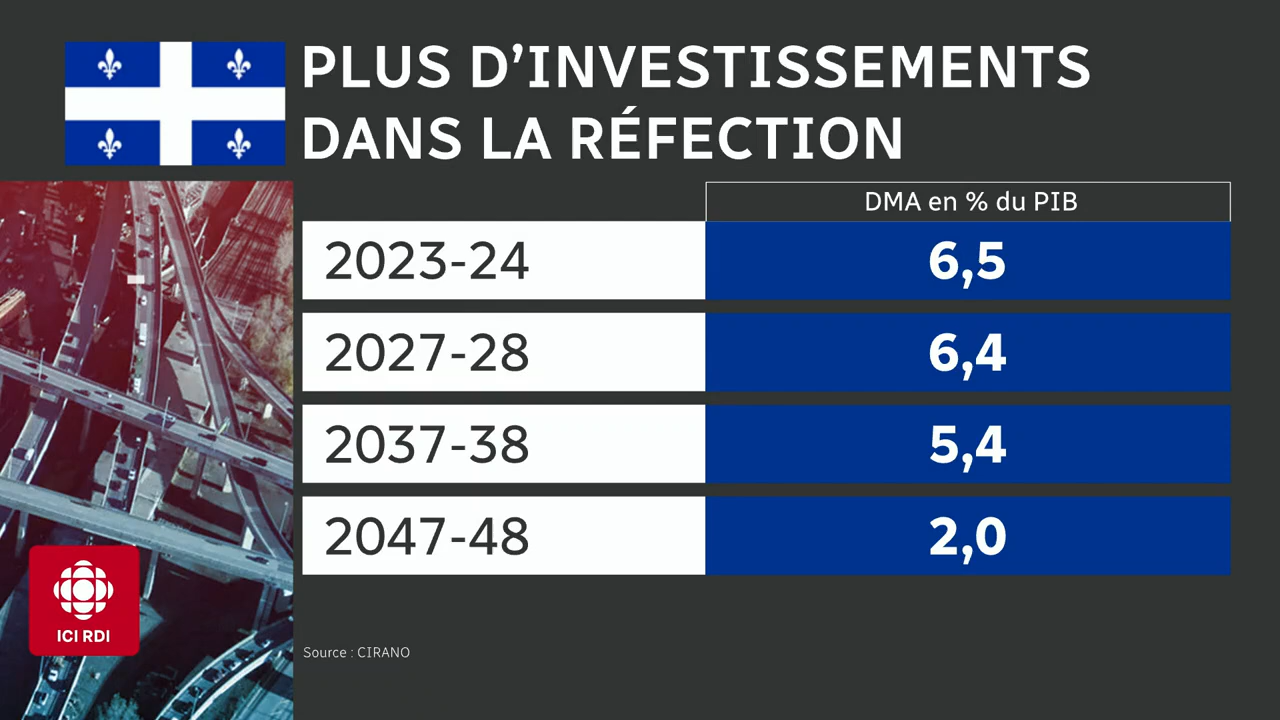 PLUS D’INVESTISSEMENTS
DANS LA RÉFECTION
DMA en % du PIB
2023-24 6,5
2027-28 6,4
2037-38 5,4
2047-48 2,0
ICI RDI
Source : CIRANO